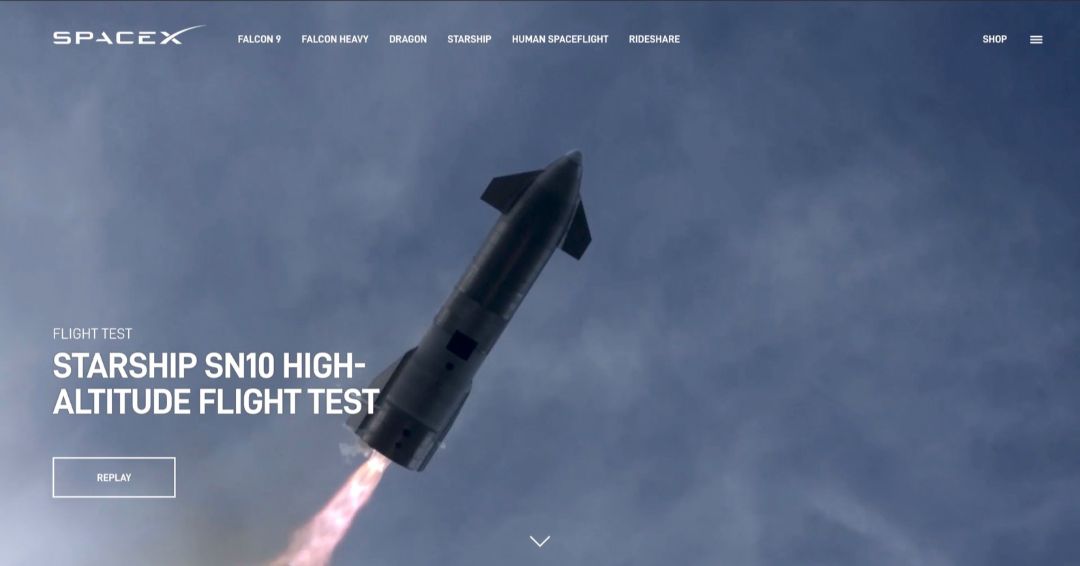 SPACEX
FALCON 9 FALCON HEAVY DRAGON STARSHIP HUMAN SPACEFLIGHT RIDESHARE SHOP
FLIGHT TEST
STARSHIP SN10 HIGH-
ALTITUDE FLIGHT TEST
REPLAY